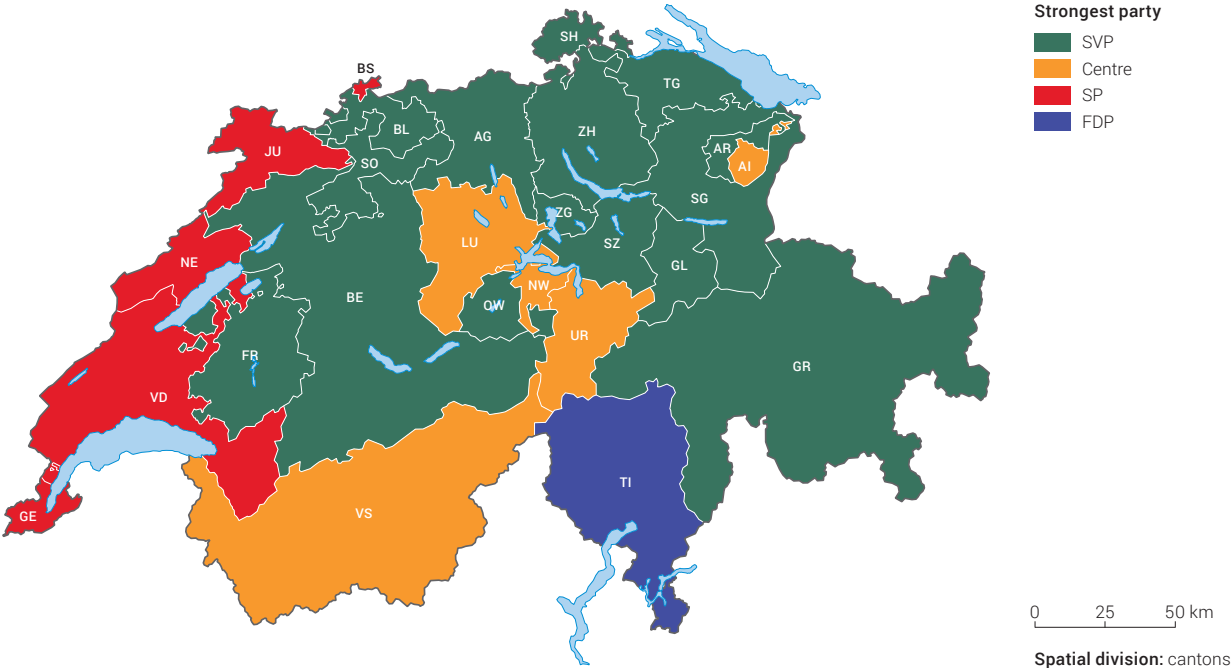 Strongest party
SVP
Centre
SP
FDP
SH
BS
TG
BL
AG
ZH
JU
SO
AR
AI
SG
ZG
LU
SZ
NE
GL
NW
BE
OW
UR
FR
GR
VD
TI
VS
GE
0 25 50 km
Spatial division: cantons